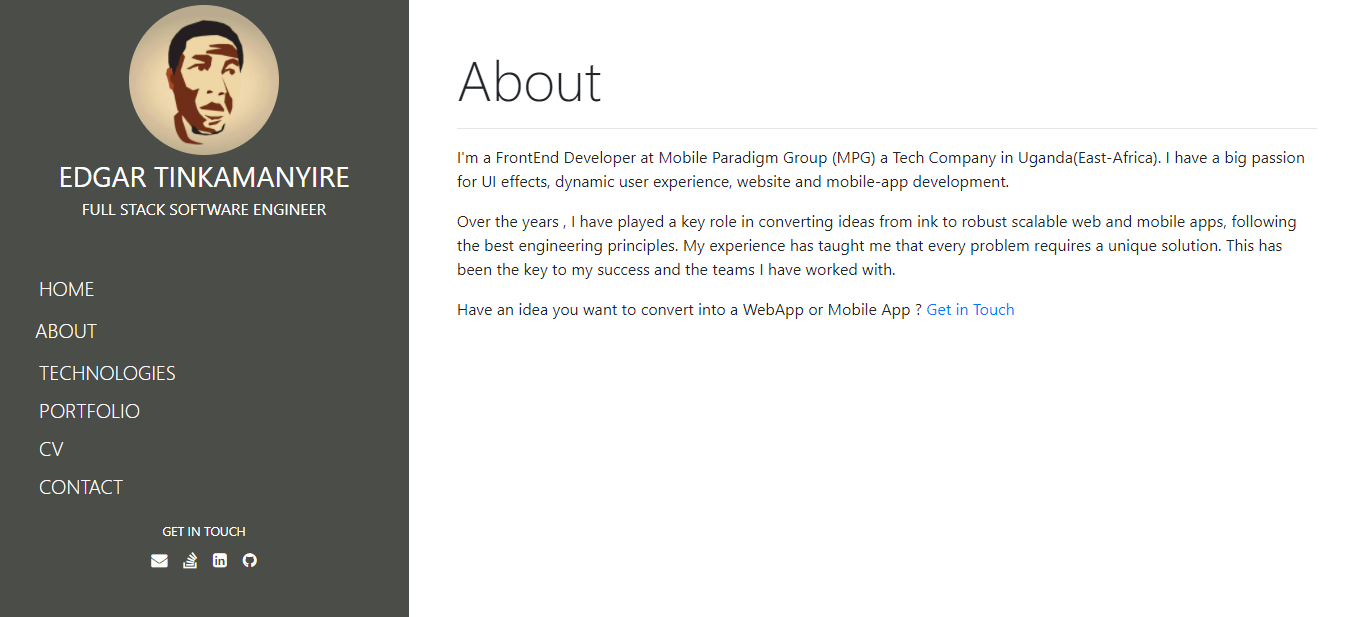 EDGAR TINKAMANYIRE
FULL STACK SOFTWARE ENGINEER
HOME
ABOUT
TECHNOLOGIES
PORTFOLIO
CV
CONTACT
GET IN TOUCH
About
I'm a FrontEnd Developer at Mobile Paradigm Group (MPG) a Tech Company in Uganda(East-Africa). I have a big passion
for UI effects, dynamic user experience, website and mobile-app development.
Over the years , I have played a key role in converting ideas from ink to robust scalable web and mobile apps, following
the best engineering principles. My experience has taught me that every problem requires a unique solution. This has
been the key to my success and the teams I have worked with.
Have an idea you want to convert into a WebApp or Mobile App ? Get in Touch